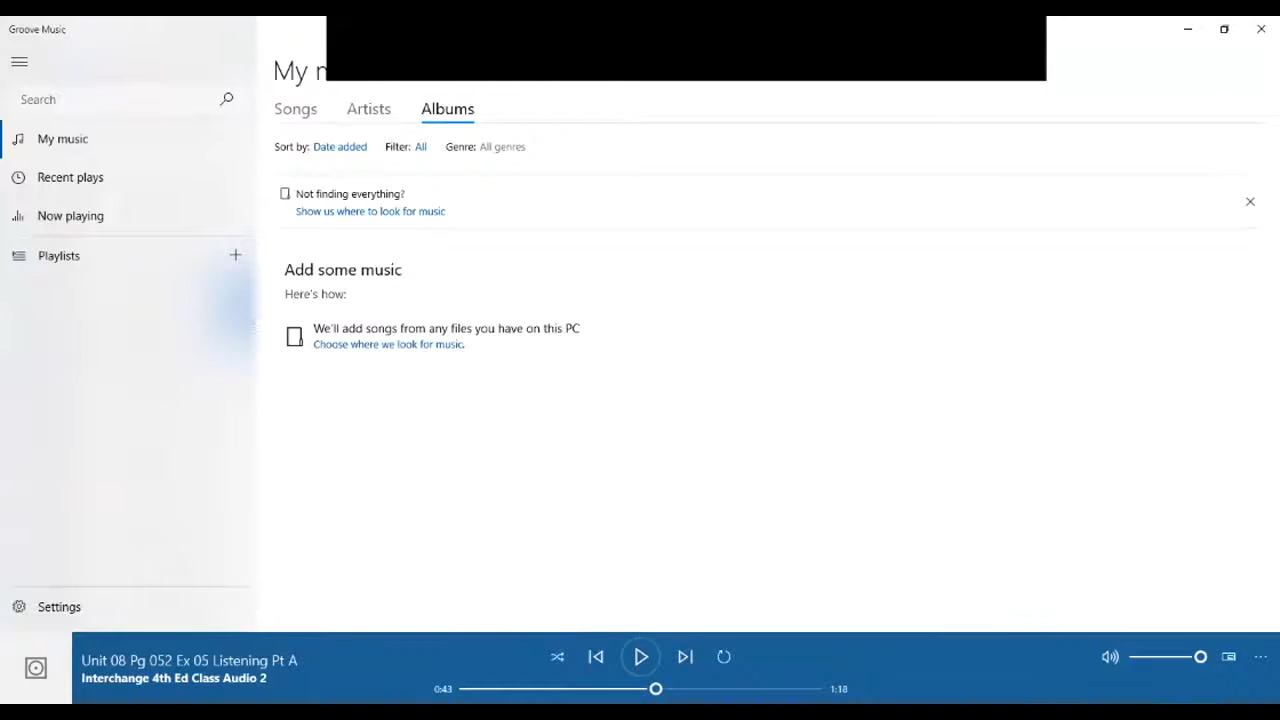 Groove Music
My
Songs Artists Albums
Search
Sort by: Date added Filter: All Genre: All genres
My music
Recent plays
Now playing
Playlists
Not finding everything?
Show us where to look for music
Add some music
Here's how:
We'll add songs from any files you have on this PC
Choose where we look for music.
Settings
Unit 08 Pg 052 Ex 05 Listening Pt A
Interchange 4th Ed Class Audio 2
0:43 1:18